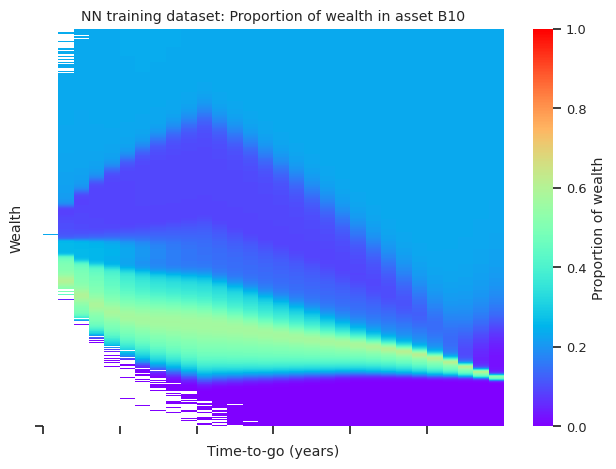 NN training dataset: Proportion of wealth in asset B10
Wealth
Time-to-go (years)
1.0
0.8
0.6
0.4
0.2
0.0
Proportion of wealth